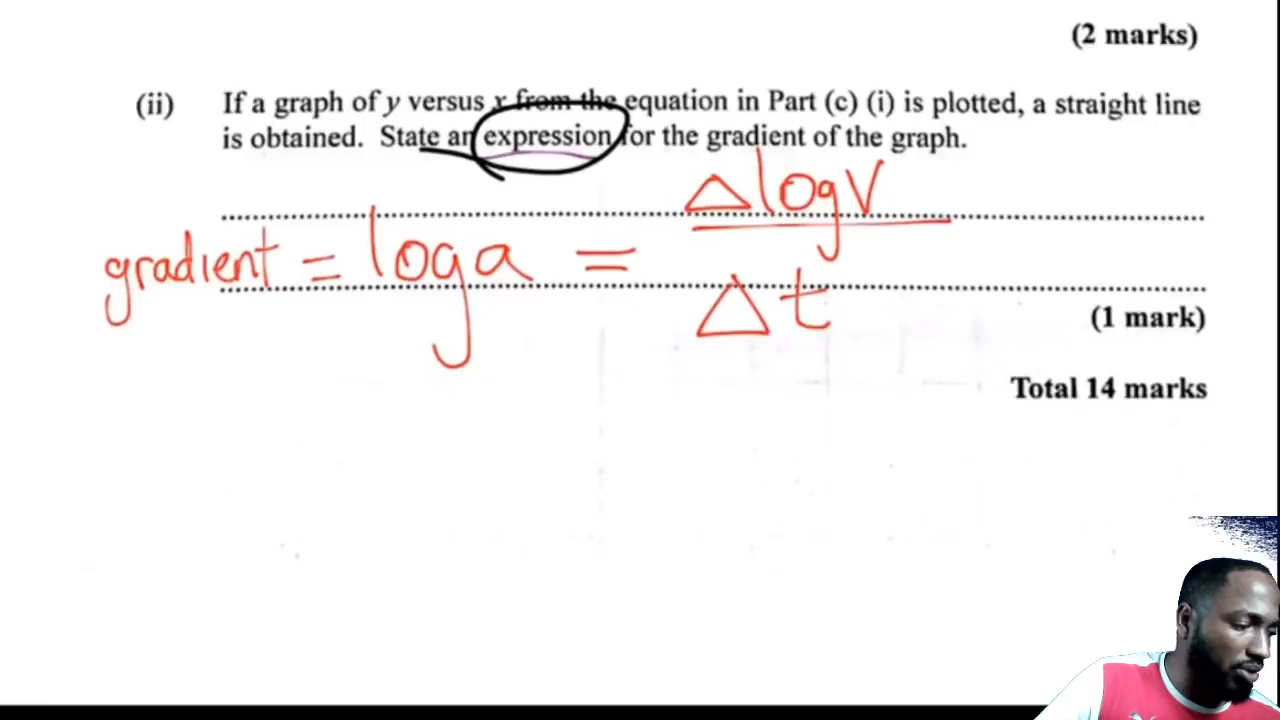 (2 marks)
(ii) If a graph of y versus x from the equation in Part (c) (i) is plotted, a straight line
is obtained. State an expression for the gradient of the graph.
gradient = log a = Δlog V
Δt
(1 mark)
Total 14 marks